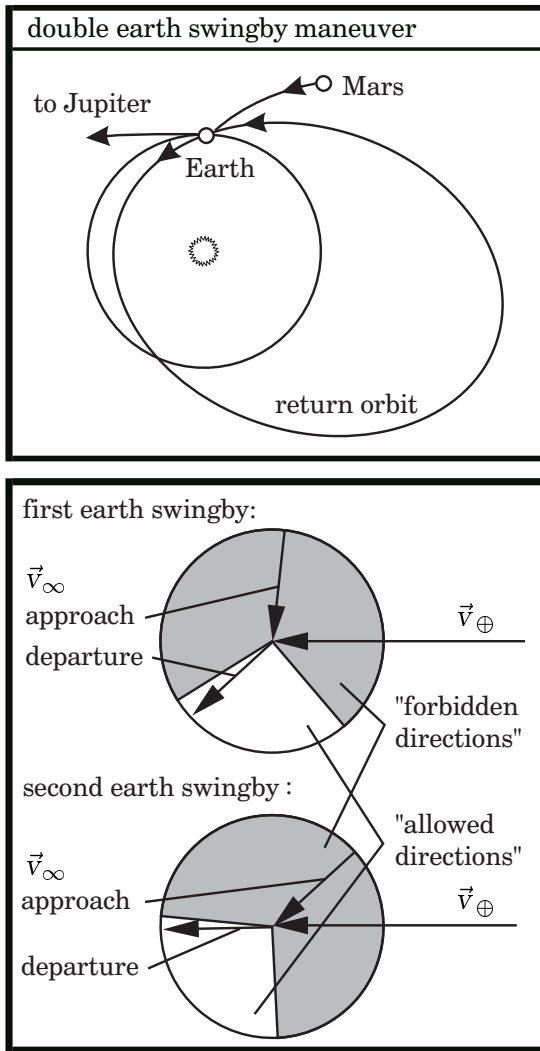 double earth swingby maneuver
to Jupiter
Mars
Earth
return orbit
first earth swingby:
v⃗∞
approach
departure
v⃗⊕
"forbidden
directions"
second earth swingby :
"allowed
directions"
v⃗∞
approach
v⃗⊕
departure